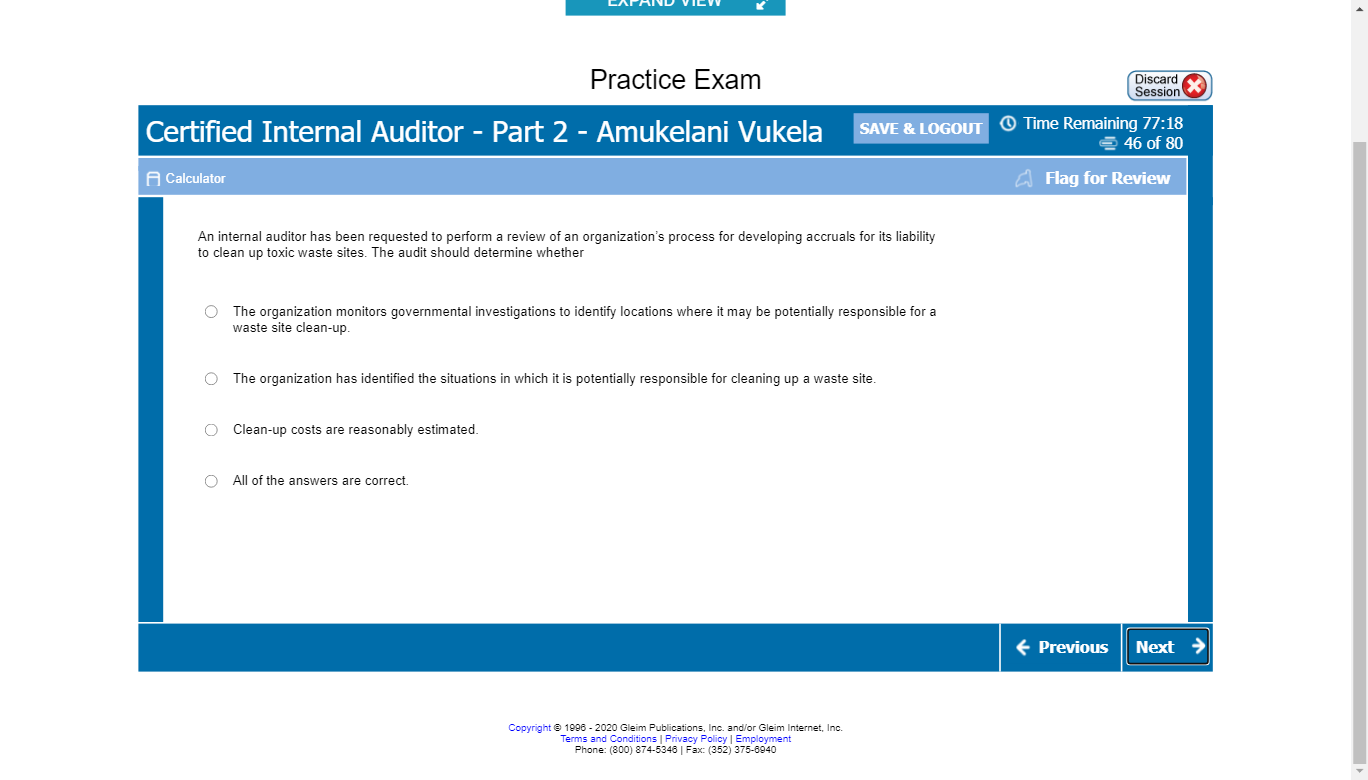 EXPAND VIEW
Practice Exam
Discard
Session
Certified Internal Auditor - Part 2 - Amukelani Vukela
SAVE & LOGOUT
Time Remaining 77:18
46 of 80
Calculator
Flag for Review
An internal auditor has been requested to perform a review of an organization's process for developing accruals for its liability
to clean up toxic waste sites. The audit should determine whether
The organization monitors governmental investigations to identify locations where it may be potentially responsible for a
waste site clean-up.
The organization has identified the situations in which it is potentially responsible for cleaning up a waste site.
Clean-up costs are reasonably estimated.
All of the answers are correct.
Previous
Next
Copyright © 1996 - 2020 Gleim Publications, Inc. and/or Gleim Internet, Inc.
Terms and Conditions | Privacy Policy | Employment
Phone: (800) 874-5346 | Fax: (352) 375-6940